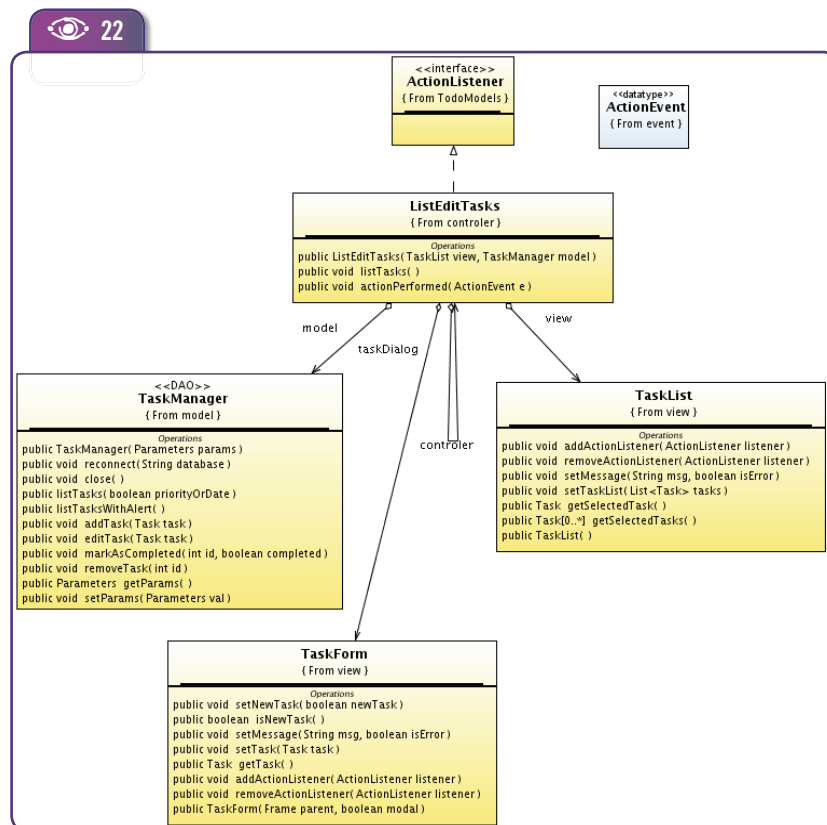 22
<<interface>>
ActionListener
{ From TodoModels }
<<datatype>>
ActionEvent
{ From event }
ListEditTasks
{ From controler }
Operations
public ListEditTasks( TaskList view, TaskManager model )
public void listTasks( )
public void actionPerformed( ActionEvent e )
model
taskDialog
controler
view
<<DAO>>
TaskManager
{ From model }
Operations
public TaskManager( Parameters params )
public void reconnect( String database )
public void close( )
public listTasks( boolean priorityOrDate )
public listTasksWithAlert( )
public void addTask( Task task )
public void editTask( Task task )
public void markAsCompleted( int id, boolean completed )
public void removeTask( int id )
public Parameters getParams( )
public void setParams( Parameters val )
TaskList
{ From view }
Operations
public void addActionListener( ActionListener listener )
public void removeActionListener( ActionListener listener )
public void setMessage( String msg, boolean isError )
public void setTaskList( List<Task> tasks )
public Task getSelectedTask( )
public Task[0..*] getSelectedTasks( )
public TaskList( )
TaskForm
{ From view }
Operations
public void setNewTask( boolean newTask )
public boolean isNewTask( )
public void setMessage( String msg, boolean isError )
public void setTask( Task task )
public Task getTask( )
public void addActionListener( ActionListener listener )
public void removeActionListener( ActionListener listener )
public TaskForm( Frame parent, boolean modal )